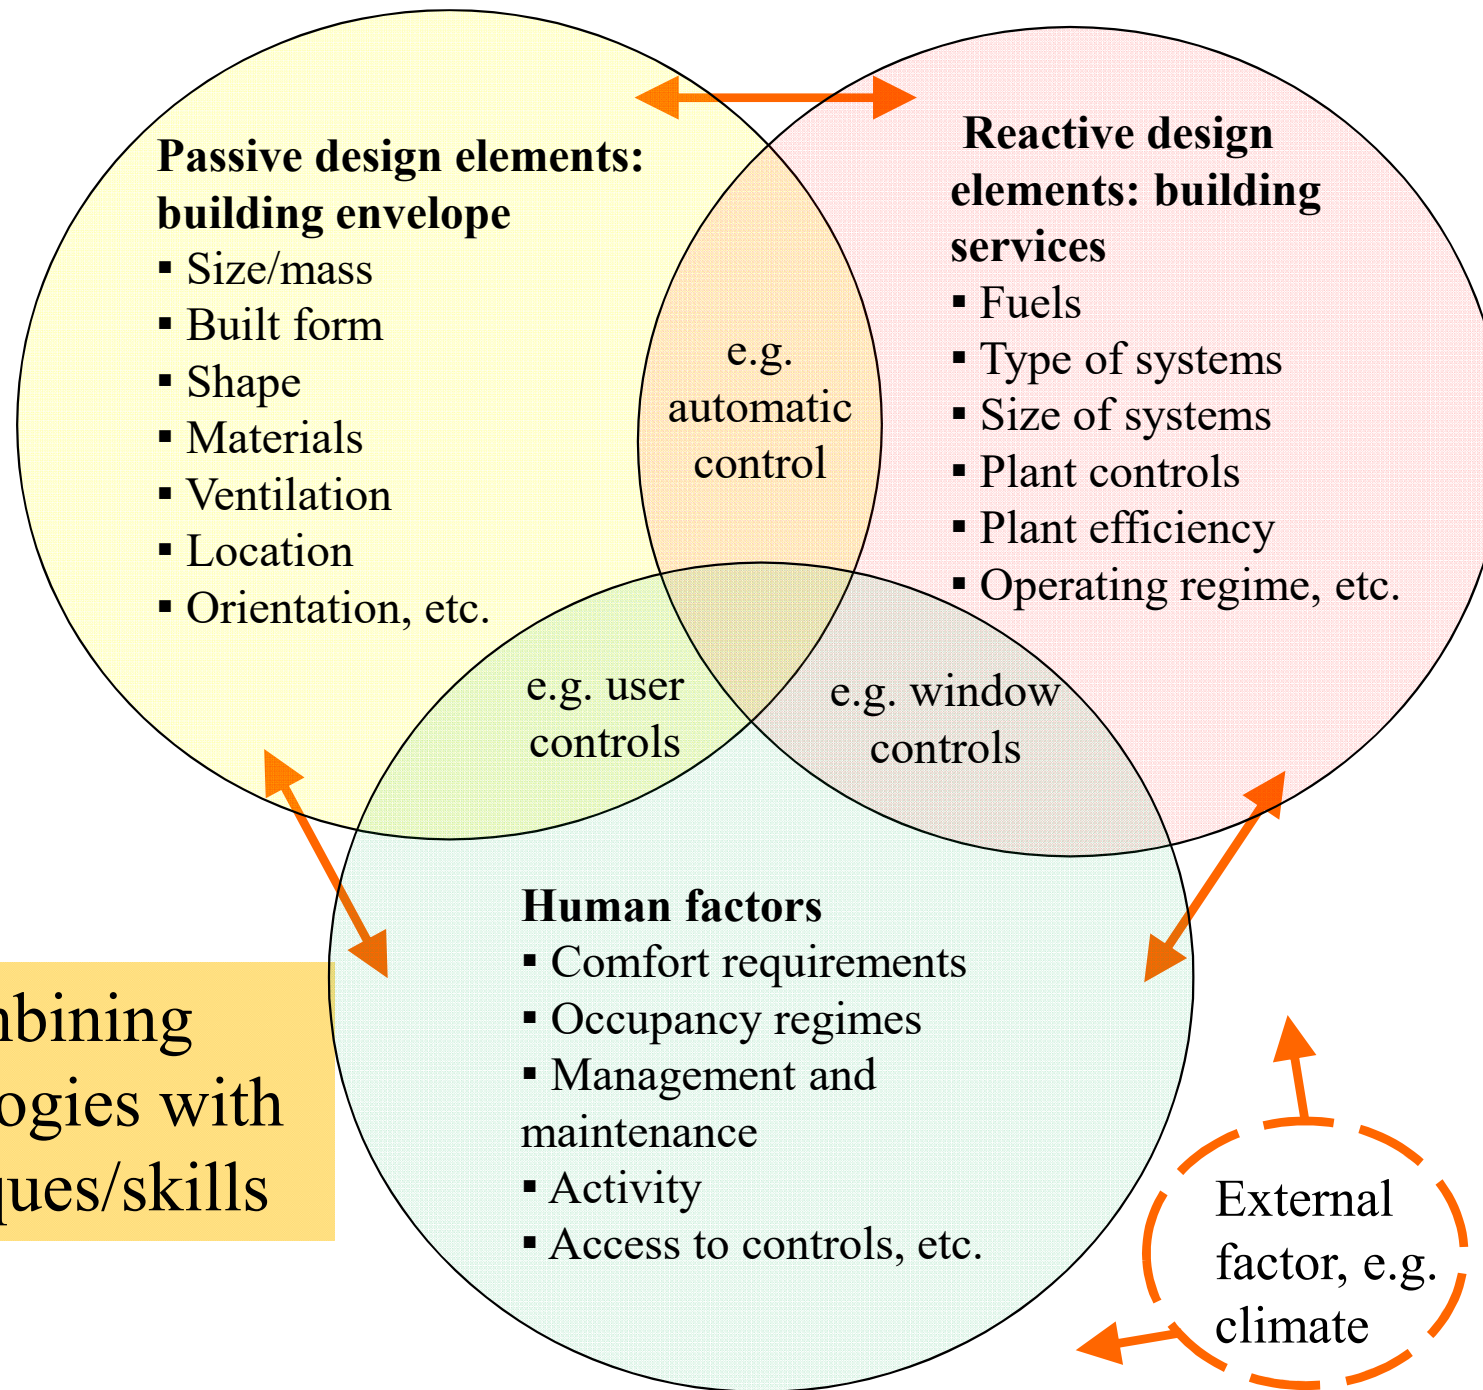 Passive design elements:
building envelope
▪ Size/mass
▪ Built form
▪ Shape
▪ Materials
▪ Ventilation
▪ Location
▪ Orientation, etc.
Reactive design
elements: building
services
▪ Fuels
▪ Type of systems
▪ Size of systems
▪ Plant controls
▪ Plant efficiency
▪ Operating regime, etc.
e.g.
automatic
control
e.g. user
controls
e.g. window
controls
Human factors
▪ Comfort requirements
▪ Occupancy regimes
▪ Management and
maintenance
▪ Activity
▪ Access to controls, etc.
with
/skills
External
factor, e.g.
climate